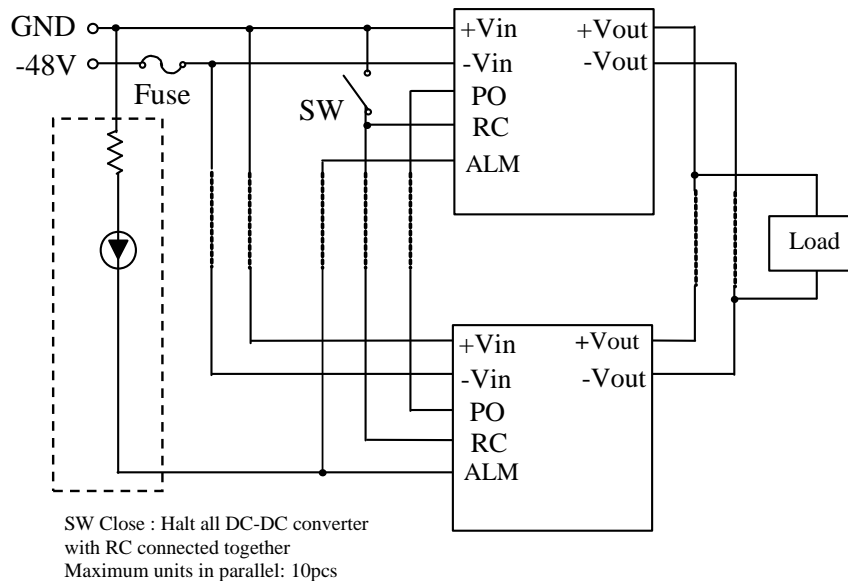 GND
-48V
Fuse
SW
+Vin
-Vin
PO
RC
ALM
+Vout
-Vout
Load
+Vin
-Vin
PO
RC
ALM
+Vout
-Vout
SW Close : Halt all DC-DC converter
with RC connected together
Maximum units in parallel: 10pcs